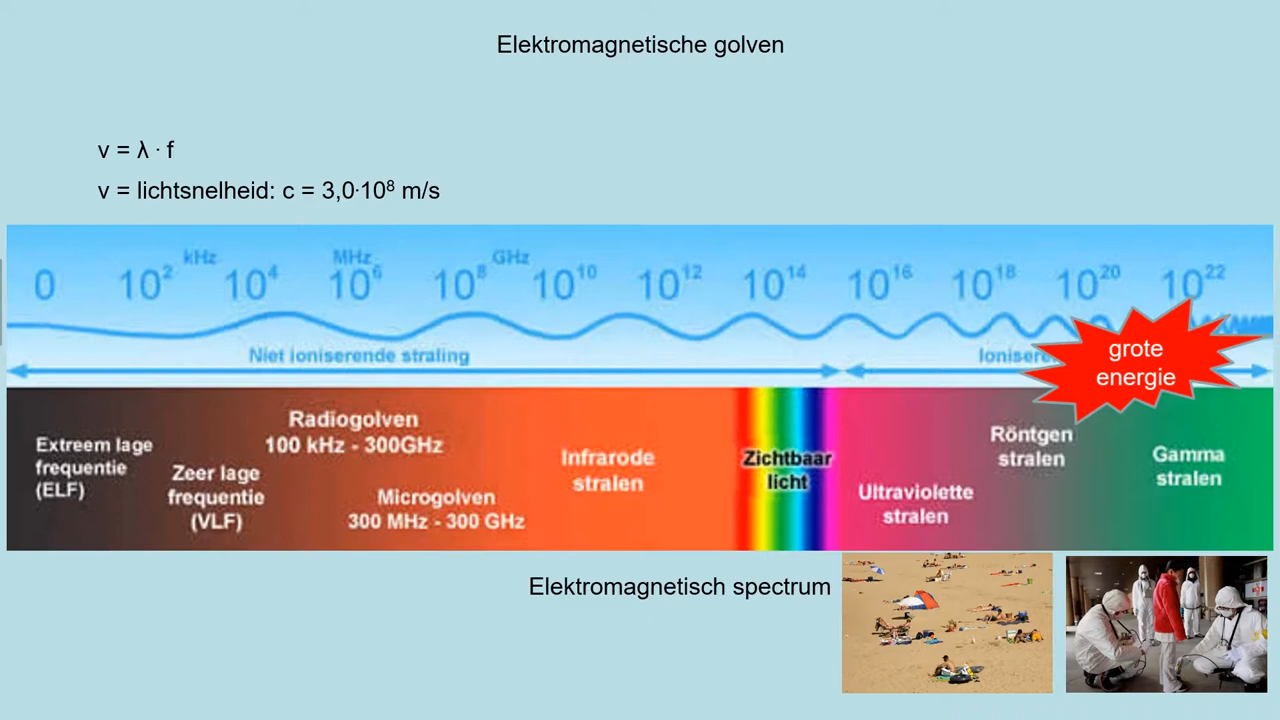 Elektromagnetische golven
v = λ · f
v = lichtsnelheid: c = 3,0·10⁸ m/s
kHz MHz GHz
0 10² 10⁴ 10⁶ 10⁸ 10¹⁰ 10¹² 10¹⁴ 10¹⁶ 10¹⁸ 10²⁰ 10²²
Niet ioniserende straling
grote
energie
Extreem lage
frequentie
(ELF)
Zeer lage
frequentie
(VLF)
Radiogolven
100 kHz - 300GHz
Microgolven
300 MHz - 300 GHz
Infrarode
stralen
Zichtbaar
licht
Ultraviolette
stralen
Röntgen
stralen
Gamma
stralen
Elektromagnetisch spectrum